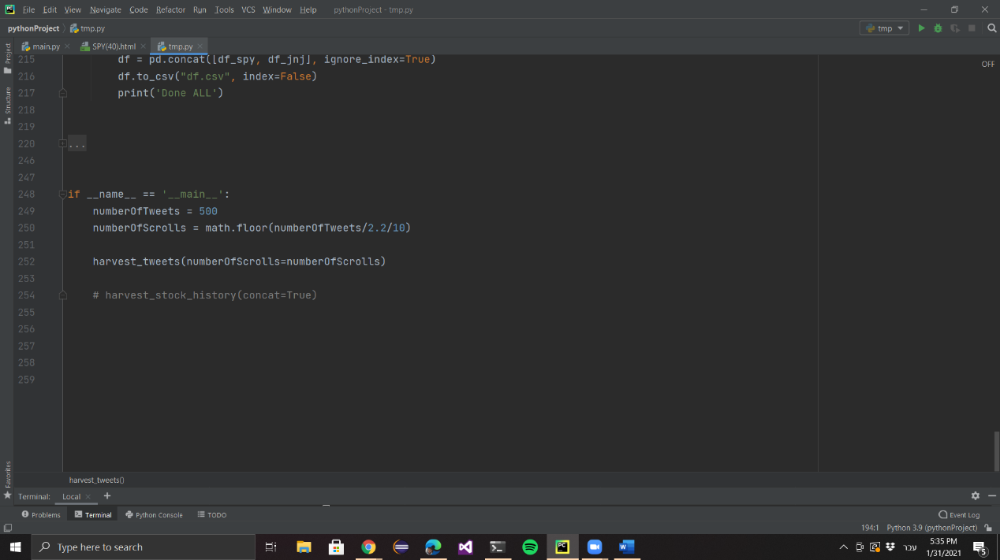 File Edit View Navigate Code Refactor Run Tools VCS Window Help pythonProject - tmp.py
pythonProject tmp.py tmp
main.py SPY(40).html tmp.py
Project
Structure
Favorites
OFF
215 df = pd.concat([df_spy, df_jnj], ignore_index=True)
216 df.to_csv("df.csv", index=False)
217 print('Done ALL')
218
219
220 ...
246
247
248 if __name__ == '__main__':
249 numberOfTweets = 500
250 numberOfScrolls = math.floor(numberOfTweets/2.2/10)
251
252 harvest_tweets(numberOfScrolls=numberOfScrolls)
253
254 # harvest_stock_history(concat=True)
255
256
257
258
259
harvest_tweets()
Terminal: Local +
Problems Terminal Python Console TODO Event Log
194:1 Python 3.9 (pythonProject)
Type here to search עבר 5:35 PM
1/31/2021 5